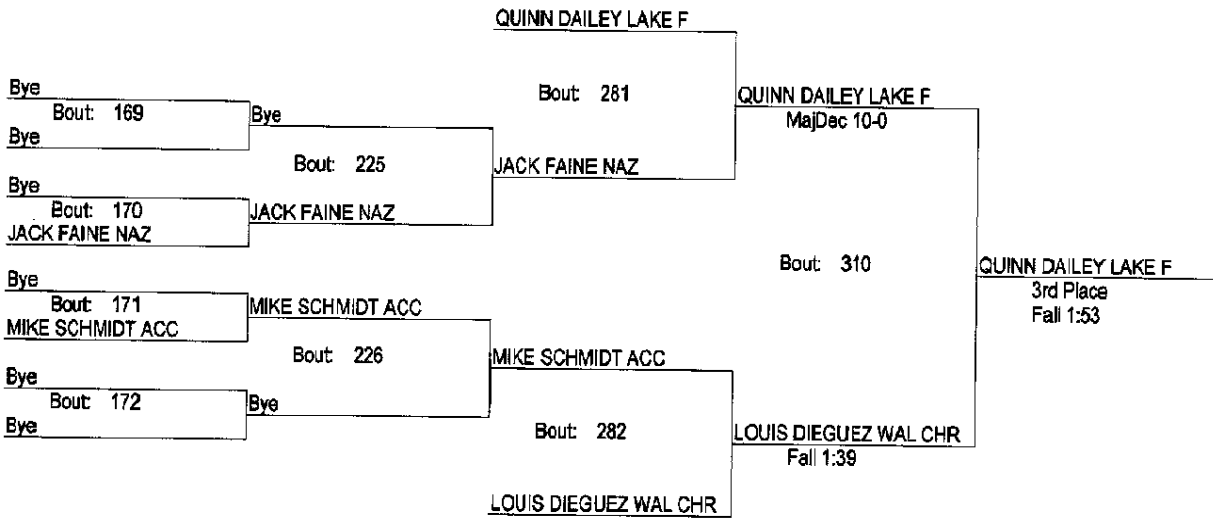 QUINN DAILEY LAKE F
Bout: 281
QUINN DAILEY LAKE F
MajDec 10-0
Bye
Bout: 169
Bye
Bye
Bout: 225
JACK FAINE NAZ
Bye
Bout: 170
JACK FAINE NAZ
JACK FAINE NAZ
Bout: 310
QUINN DAILEY LAKE F
3rd Place
Fall 1:53
Bye
Bout: 171
MIKE SCHMIDT ACC
MIKE SCHMIDT ACC
Bout: 226
MIKE SCHMIDT ACC
Bye
Bout: 172
Bye
Bye
Bout: 282
LOUIS DIEGUEZ WAL CHR
Fall 1:39
LOUIS DIEGUEZ WAL CHR